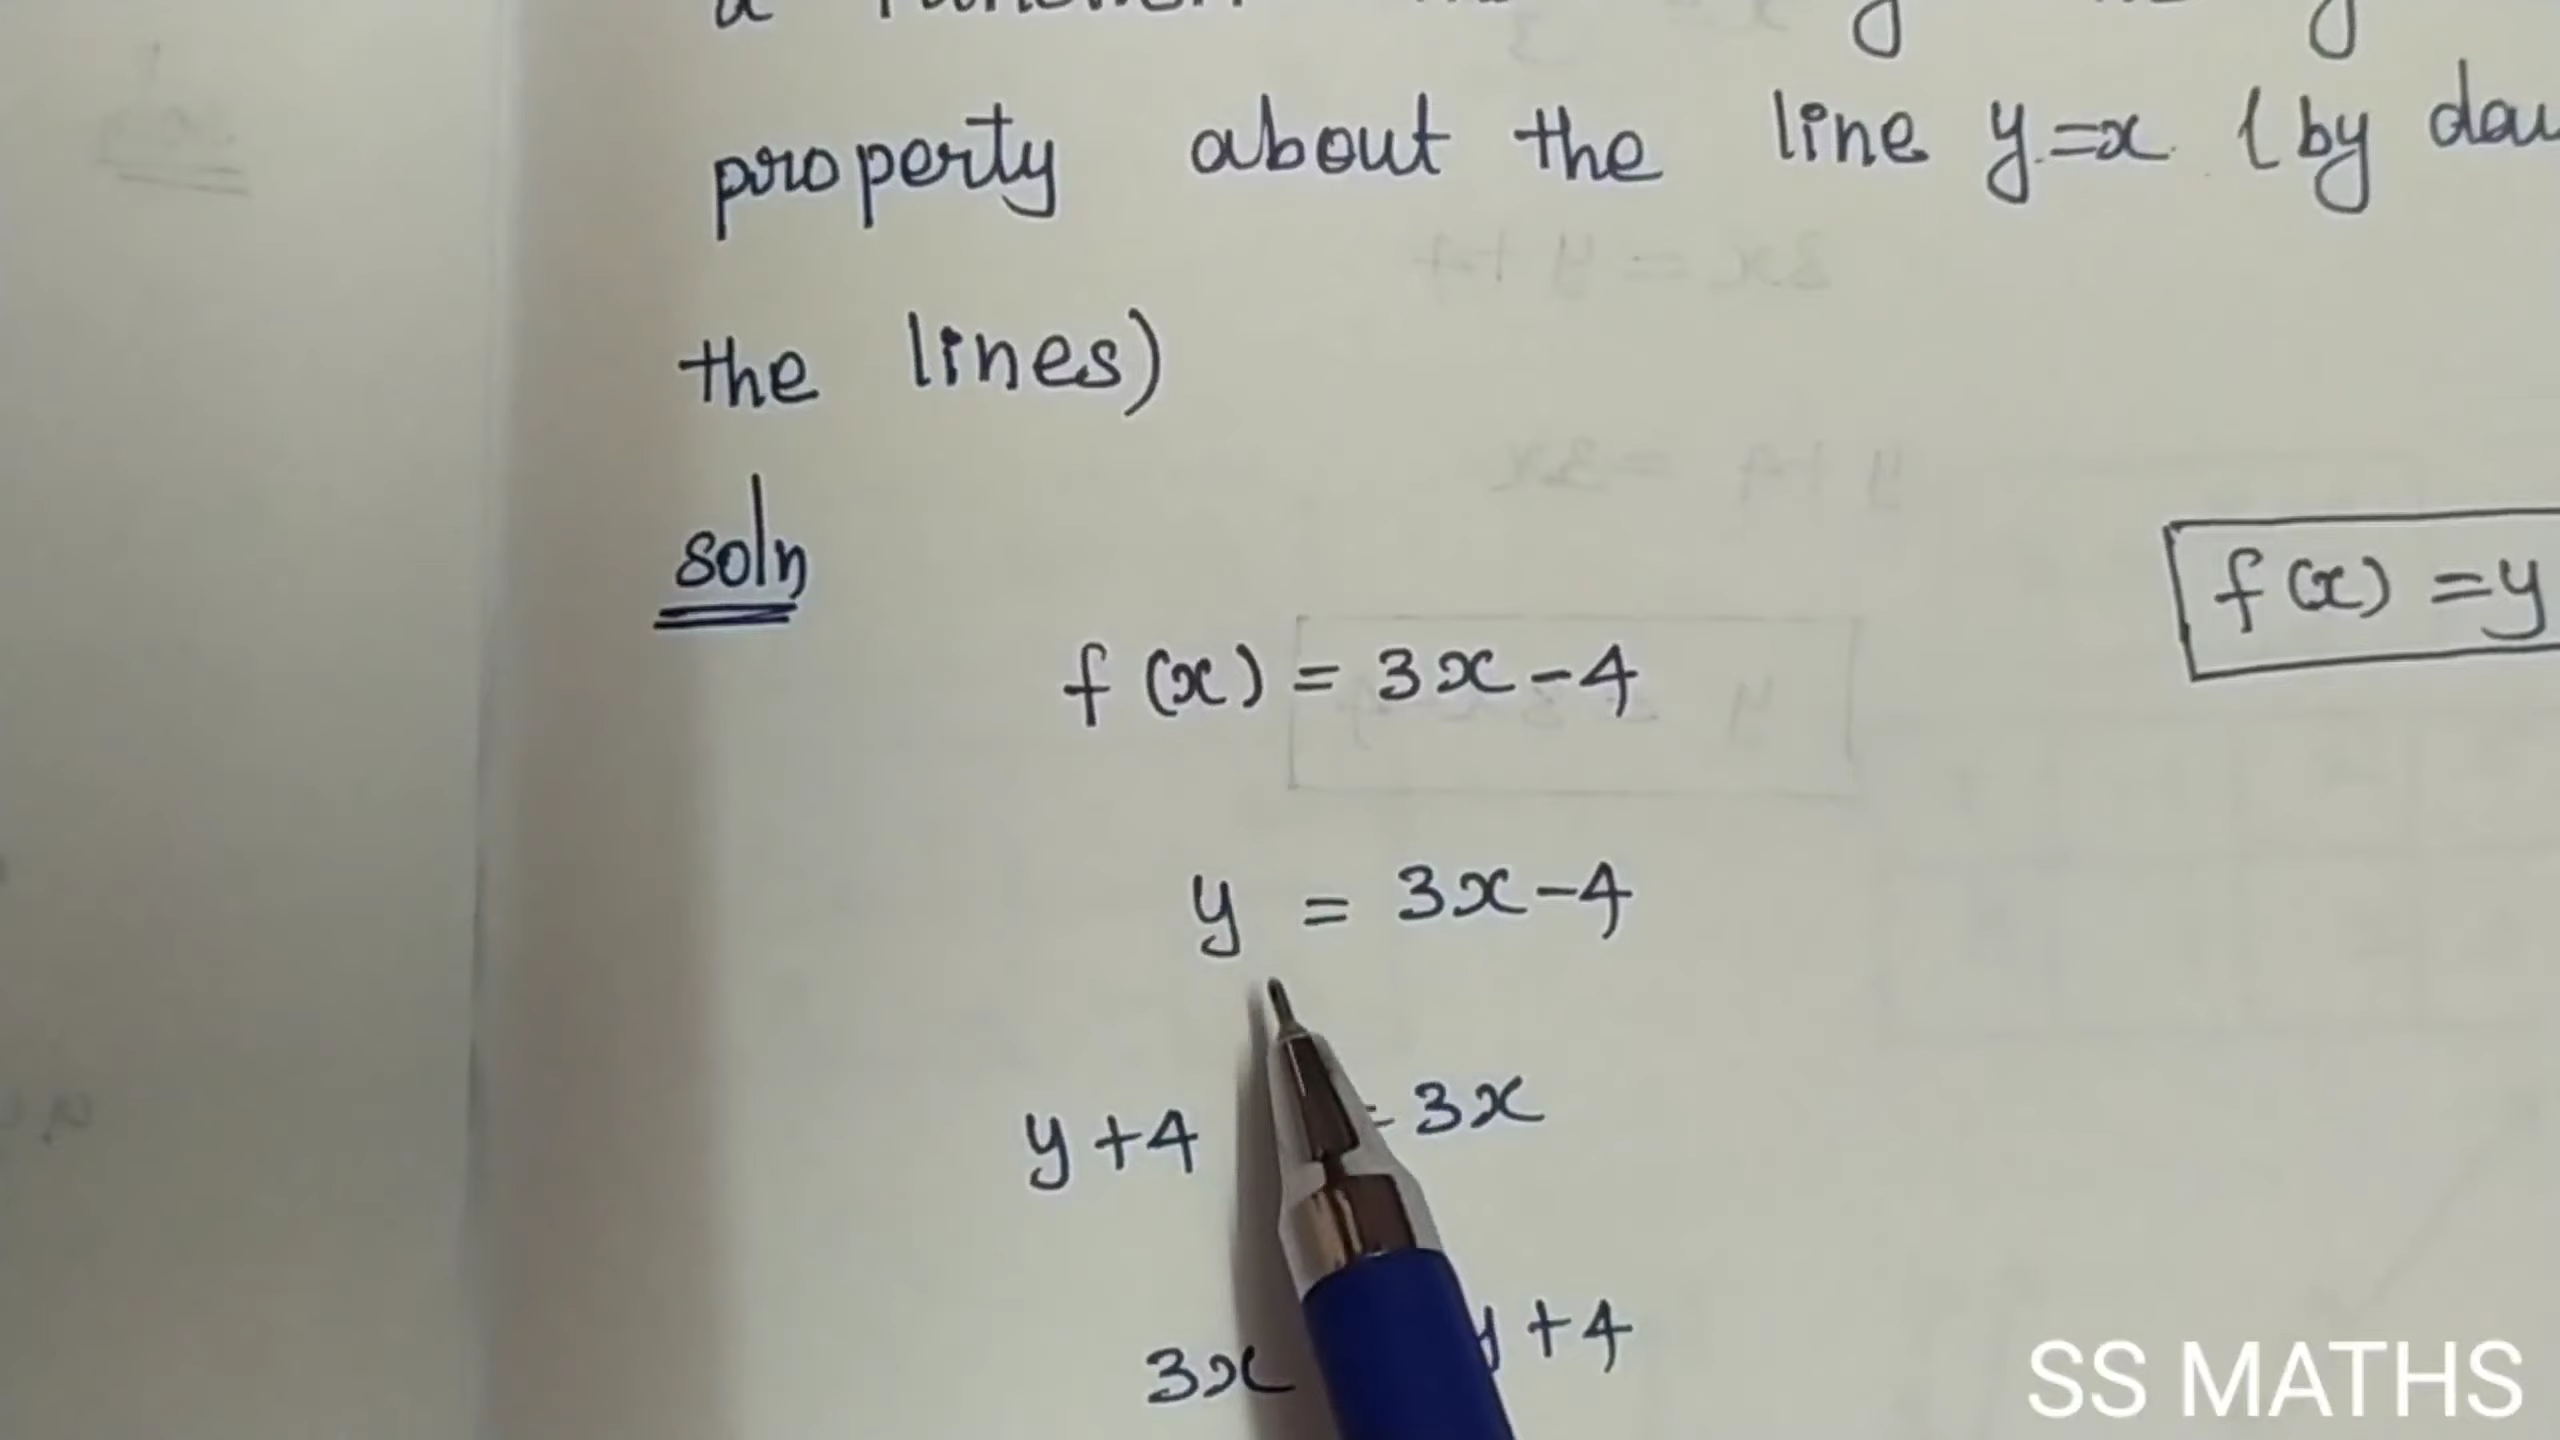 property about the line y=x (by
the lines)
soln
f(x) = y
f(x) = 3x-4
y = 3x-4
y+4 = 3x
3x y+4
SS MATHS